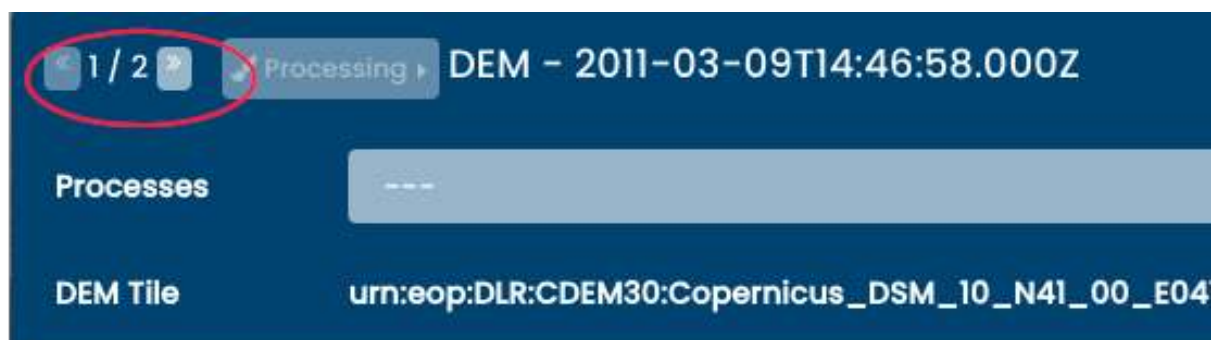 « 1 / 2 » Processing ▸ DEM - 2011-03-09T14:46:58.000Z
Processes ---
DEM Tile urn:eop:DLR:CDEM30:Copernicus_DSM_10_N41_00_E04